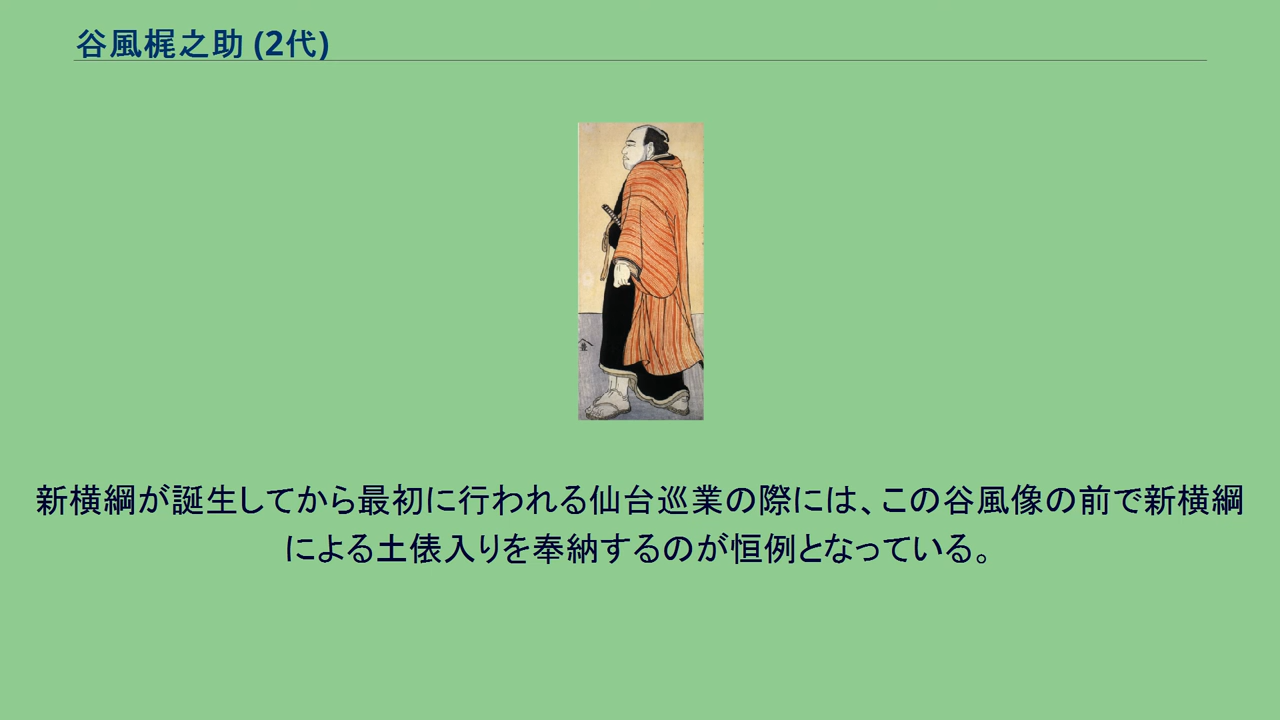 谷風梶之助 (2代)
新横綱が誕生してから最初に行われる仙台巡業の際には、この谷風像の前で新横綱
による土俵入りを奉納するのが恒例となっている。